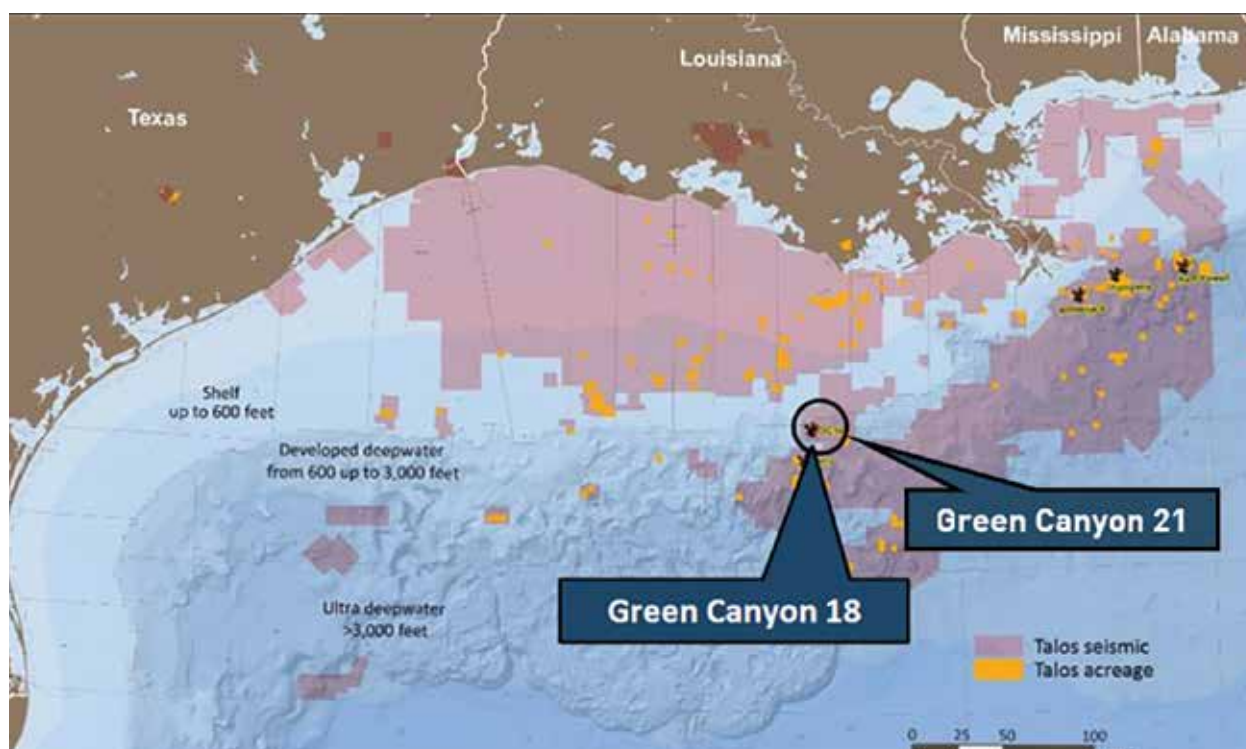 Mississippi
Alabama
Louisiana
Texas
Shelf
up to 600 feet
Developed deepwater
from 600 up to 3,000 feet
Green Canyon 21
Green Canyon 18
Ultra deepwater
>3,000 feet
Talos seismic
Talos acreage
0 25 50 100